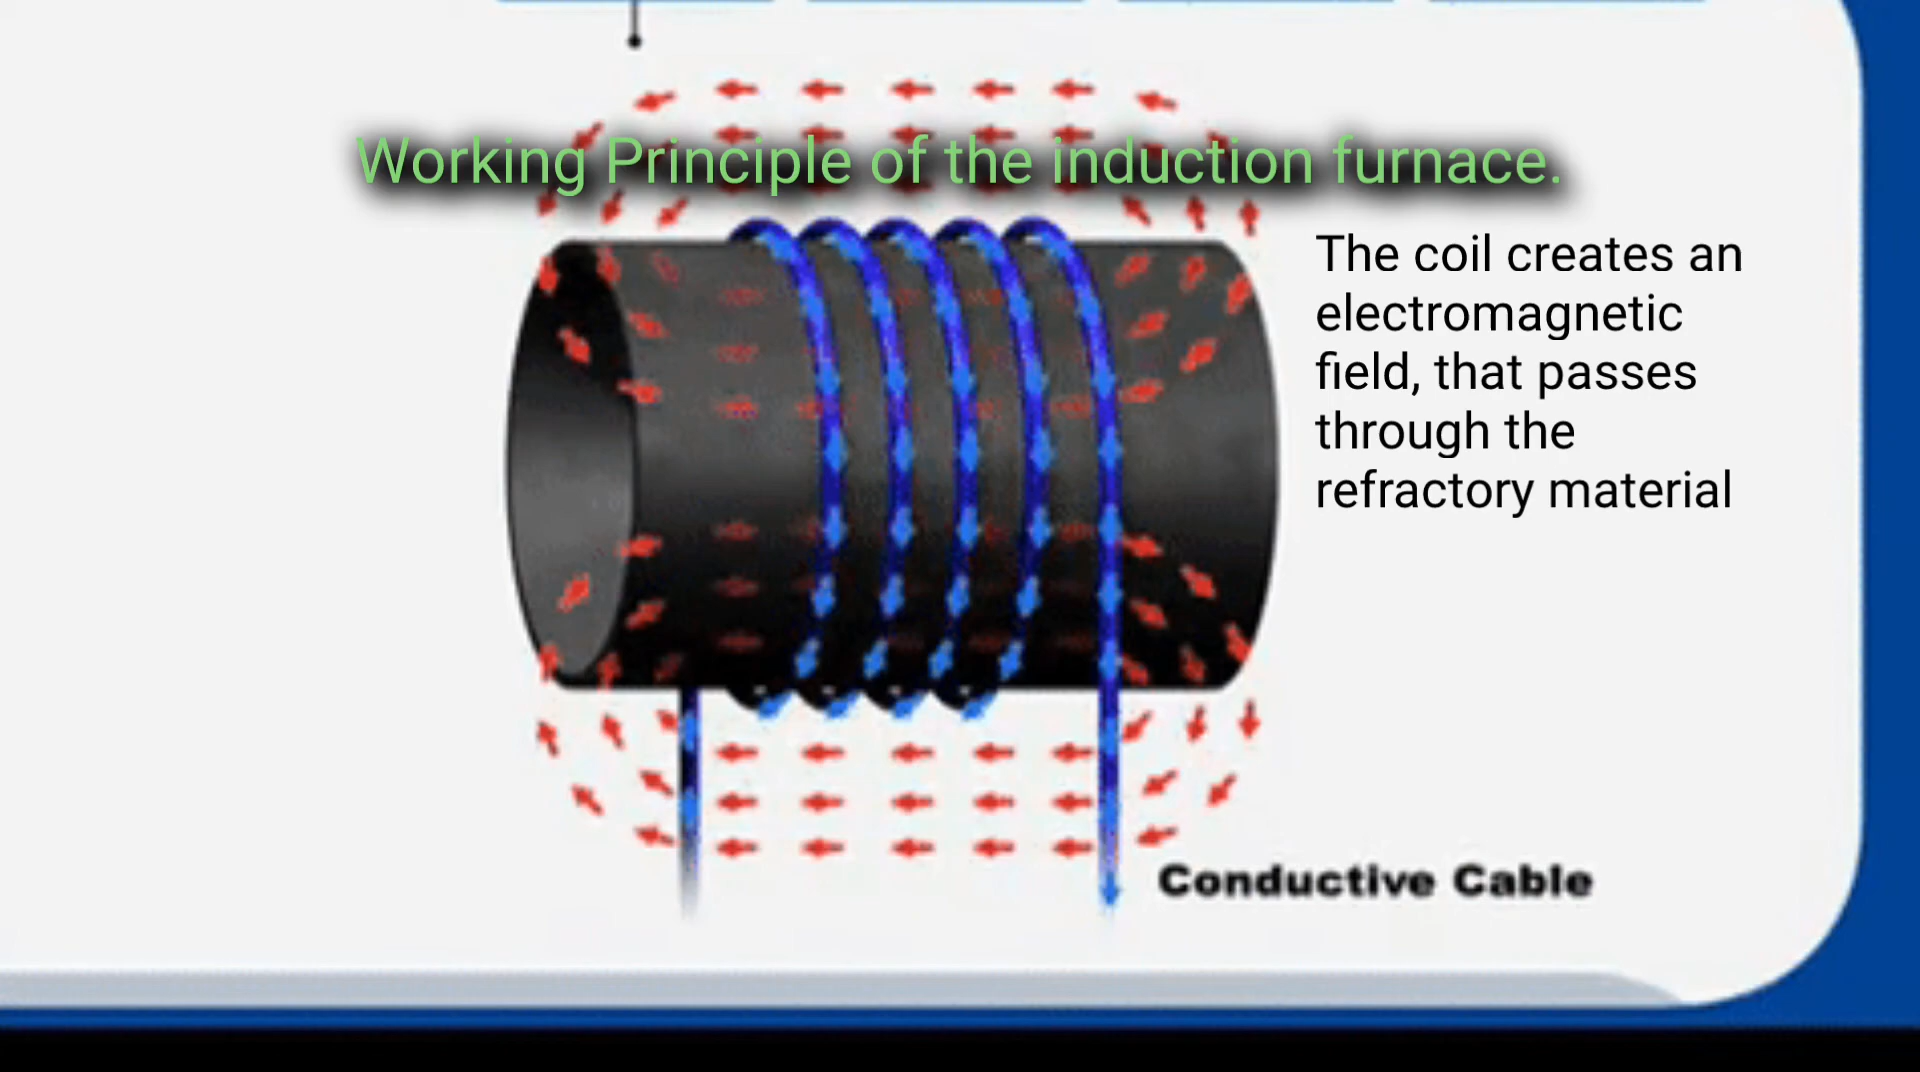 Working Principle of the induction furnace.
The coil creates an
electromagnetic
field, that passes
through the
refractory material
Conductive Cable